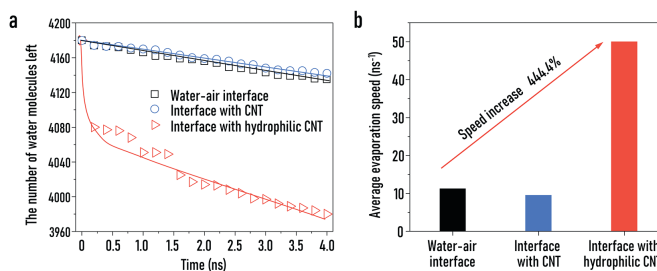 a
The number of water molecules left
4200
4160
4120
4080
4040
4000
3960
Water-air interface
Interface with CNT
Interface with hydrophilic CNT
0 0.5 1.0 1.5 2.0 2.5 3.0 3.5 4.0
Time (ns)
b
Average evaporation speed (ns⁻¹)
50
40
30
20
10
0
Speed increase 444.4%
Water-air
interface
Interface
with CNT
Interface with
hydrophilic CNT